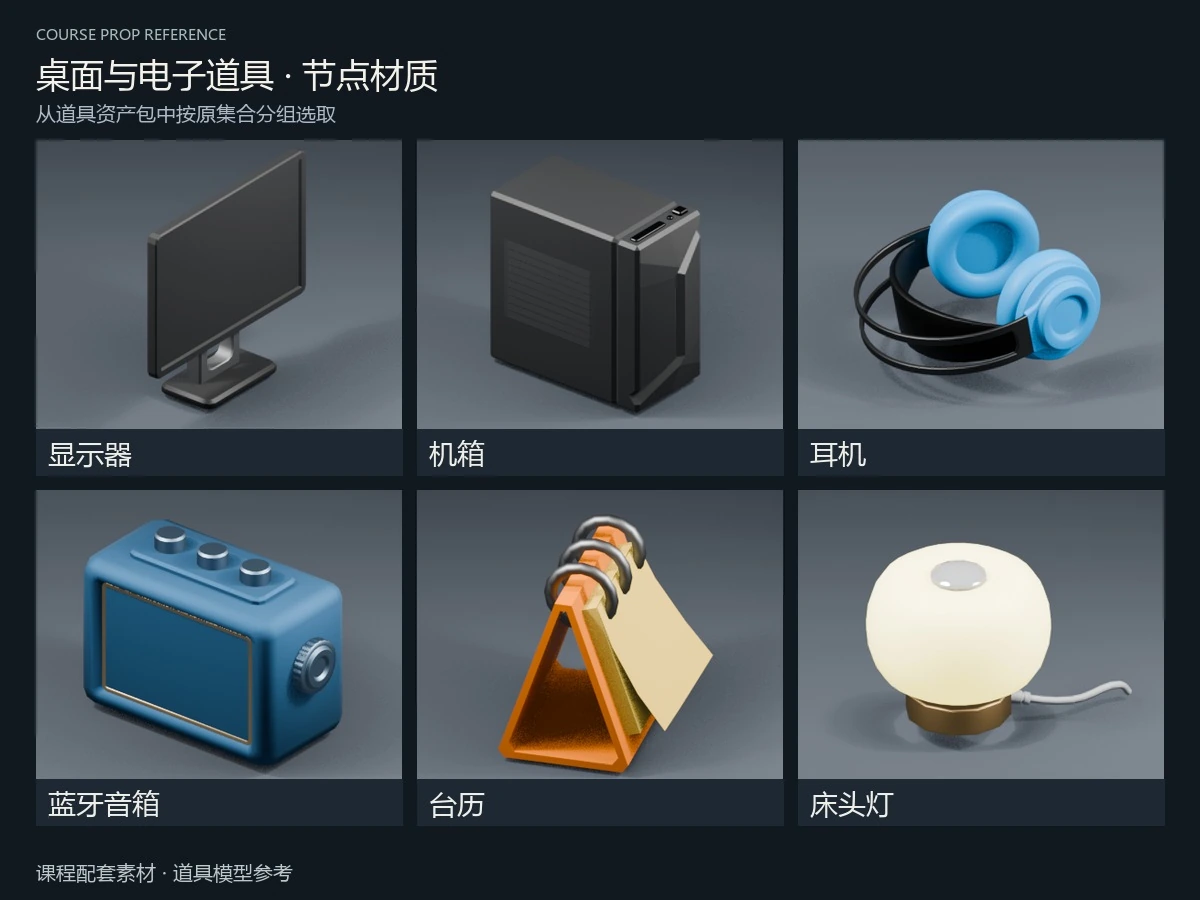 COURSE PROP REFERENCE
桌面与电子道具 · 节点材质
从道具资产包中按原集合分组选取
显示器
机箱
耳机
蓝牙音箱
台历
床头灯
课程配套素材 · 道具模型参考